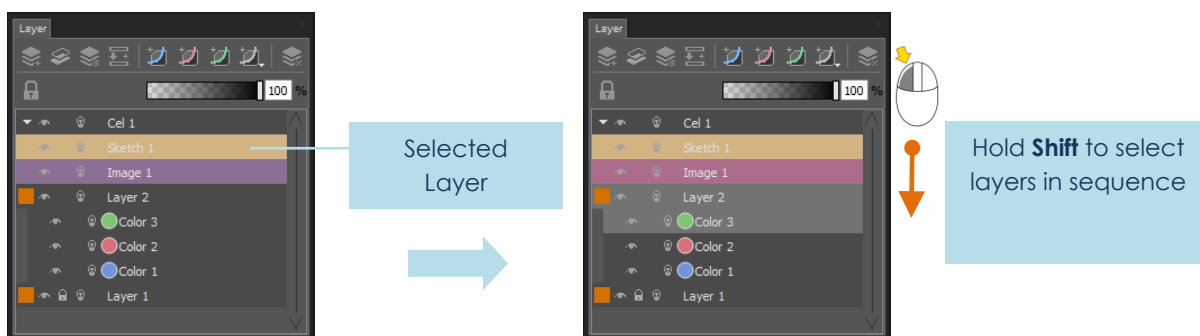 Layer
100 %
Cel 1
Sketch 1
Image 1
Layer 2
Color 3
Color 2
Color 1
Layer 1
Selected
Layer
Layer
100 %
Cel 1
Sketch 1
Image 1
Layer 2
Color 3
Color 2
Color 1
Layer 1
Hold Shift to select
layers in sequence